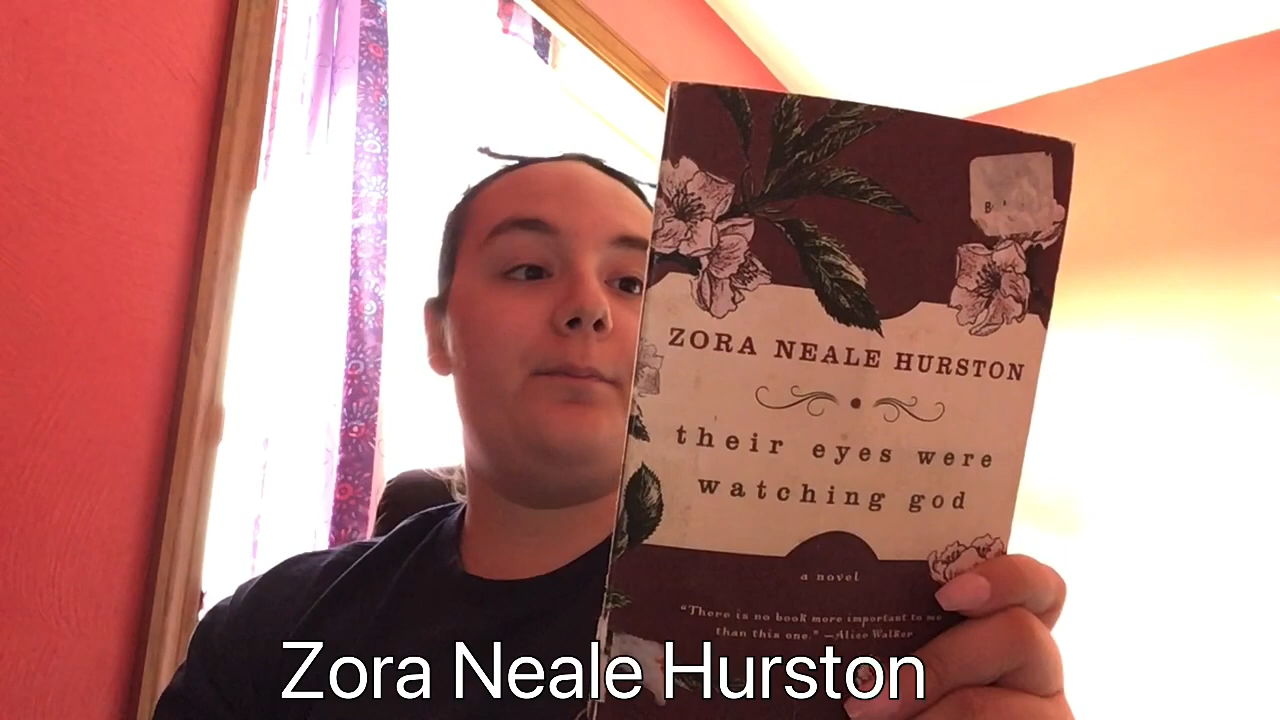 ZORA NEALE HURSTON
their eyes were
watching god
a novel
"There is no book more important to me
than this one." —Alice Walker
Zora Neale Hurston